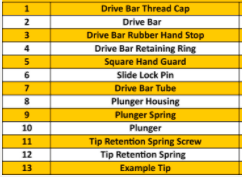 1 Drive Bar Thread Cap
2 Drive Bar
3 Drive Bar Rubber Hand Stop
4 Drive Bar Retaining Ring
5 Square Hand Guard
6 Slide Lock Pin
7 Drive Bar Tube
8 Plunger Housing
9 Plunger Spring
10 Plunger
11 Tip Retention Spring Screw
12 Tip Retention Spring
13 Example Tip